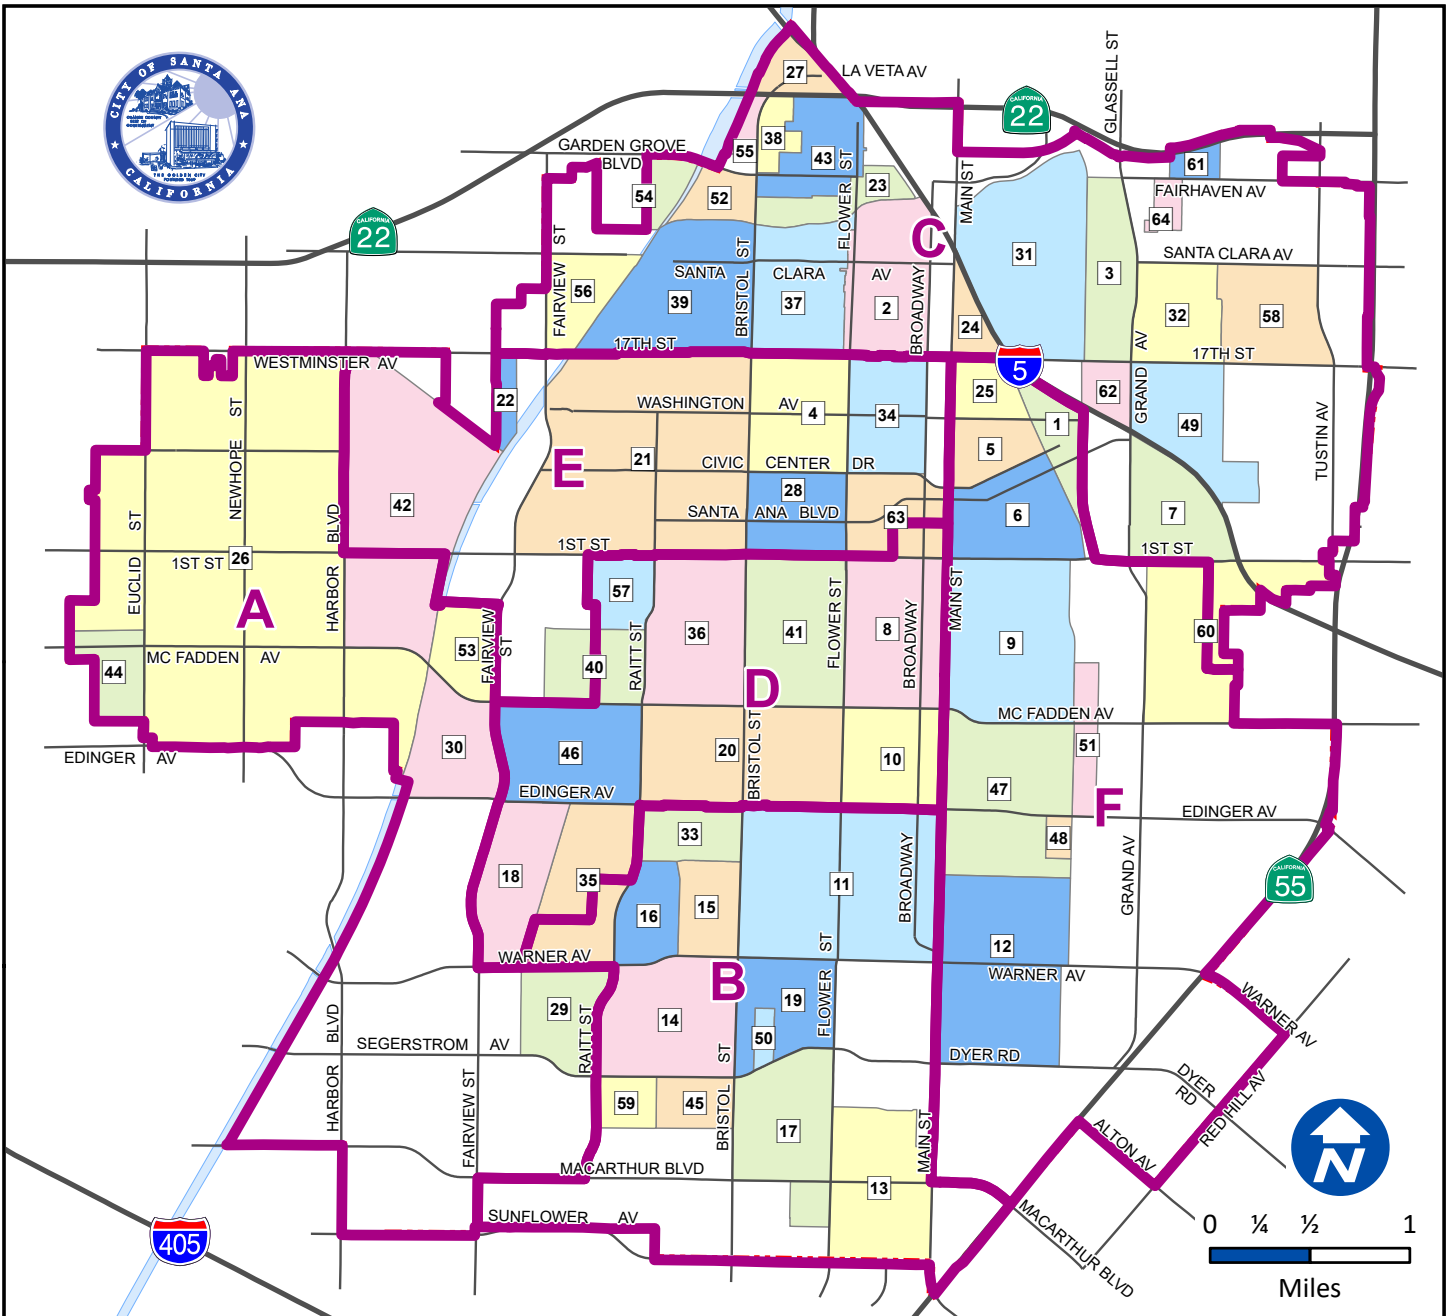 CITY OF SANTA ANA
CALIFORNIA
THE GOLDEN CITY
27
LA VETA AV
GLASSELL ST
CALIFORNIA
22
GARDEN GROVE
BLVD
55
38
43
61
FAIRHAVEN AV
54
52
FLOWER ST
23
MAIN ST
64
CALIFORNIA
22
FAIRVIEW ST
BRISTOL ST
C
31
SANTA CLARA AV
3
SANTA CLARA AV
56
39
37
2
BROADWAY
24
32
58
17TH ST
17TH ST
5
WESTMINSTER AV
22
WASHINGTON AV
4
34
25
62
GRAND AV
1
49
TUSTIN AV
NEWHOPE ST
E
21
CIVIC CENTER DR
5
28
42
SANTA ANA BLVD
63
6
7
EUCLID ST
HARBOR BLVD
1ST ST
26
1ST ST
1ST ST
A
57
RAITT ST
36
41
FLOWER ST
8
BROADWAY
MAIN ST
9
60
53
FAIRVIEW ST
MC FADDEN AV
44
40
D
MC FADDEN AV
30
46
20
BRISTOL ST
10
51
EDINGER AV
EDINGER AV
47
F
EDINGER AV
33
48
18
35
11
BROADWAY
GRAND AV
CALIFORNIA
55
16
15
WARNER AV
B
12
WARNER AV
29
RAITT ST
14
19
50
FLOWER ST
WARNER AV
SEGERSTROM AV
DYER RD
DYER RD
RED HILL AV
HARBOR BLVD
FAIRVIEW ST
59
45
BRISTOL ST
17
MAIN ST
ALTON AV
N
MACARTHUR BLVD
13
SUNFLOWER AV
MACARTHUR BLVD
405
0 ¼ ½ 1
Miles